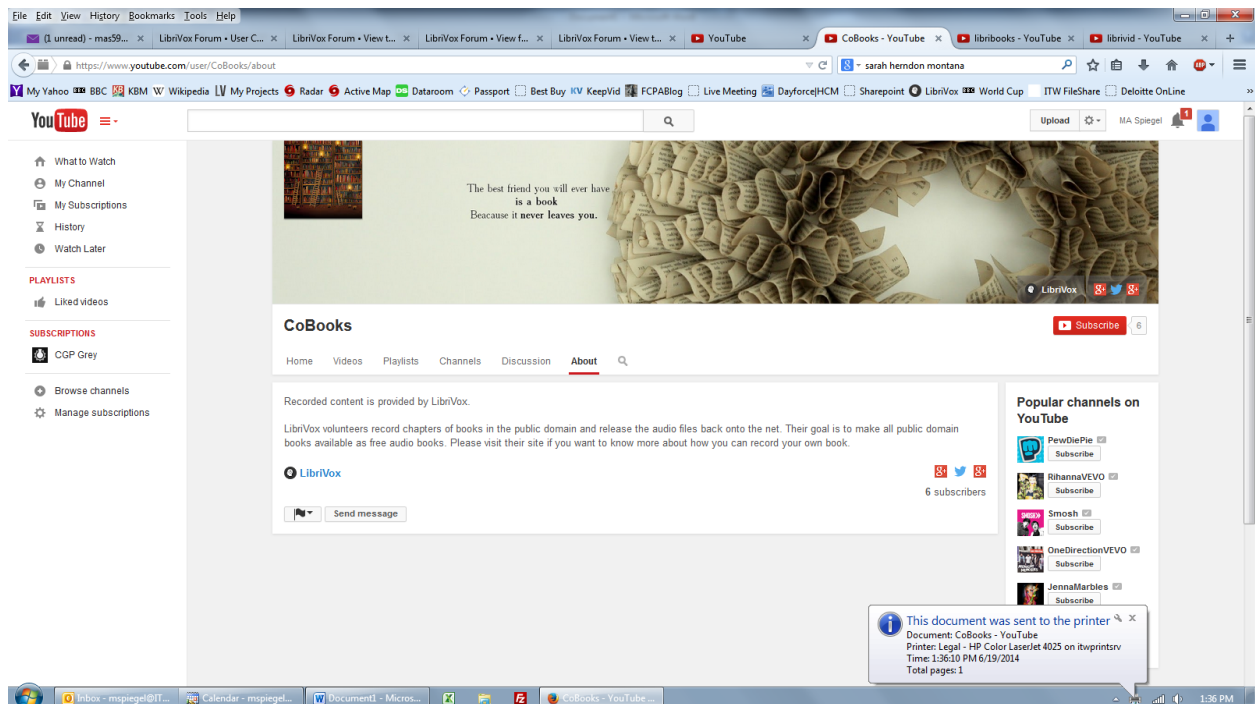 File Edit View History Bookmarks Tools Help
(1 unread) - mas59... LibriVox Forum • User C... LibriVox Forum • View t... LibriVox Forum • View f... LibriVox Forum • View t... YouTube CoBooks - YouTube libribooks - YouTube librivid - YouTube
https://www.youtube.com/user/CoBooks/about sarah herndon montana
My Yahoo BBC KBM Wikipedia My Projects Radar Active Map Dataroom Passport Best Buy KeepVid FCPABlog Live Meeting Dayforce|HCM Sharepoint LibriVox World Cup ITW FileShare Deloitte OnLine
YouTube Upload MA Spiegel 1
What to Watch
My Channel
My Subscriptions
History
Watch Later
PLAYLISTS
Liked videos
SUBSCRIPTIONS
CGP Grey
Browse channels
Manage subscriptions
The best friend you will ever have
is a book
Beacause it never leaves you.
LibriVox
CoBooks
Subscribe 6
Home Videos Playlists Channels Discussion About
Recorded content is provided by LibriVox.
LibriVox volunteers record chapters of books in the public domain and release the audio files back onto the net. Their goal is to make all public domain
books available as free audio books. Please visit their site if you want to know more about how you can record your own book.
LibriVox
6 subscribers
Send message
Popular channels on
YouTube
PewDiePie
Subscribe
RihannaVEVO
Subscribe
Smosh
Subscribe
OneDirectionVEVO
Subscribe
JennaMarbles
Subscribe
This document was sent to the printer
Document: CoBooks - YouTube
Printer: Legal - HP Color LaserJet 4025 on itwprintsrv
Time: 1:36:10 PM 6/19/2014
Total pages: 1
Inbox - mspiegel@IT... Calendar - mspiegel... Document1 - Micros... CoBooks - YouTube ... 1:36 PM